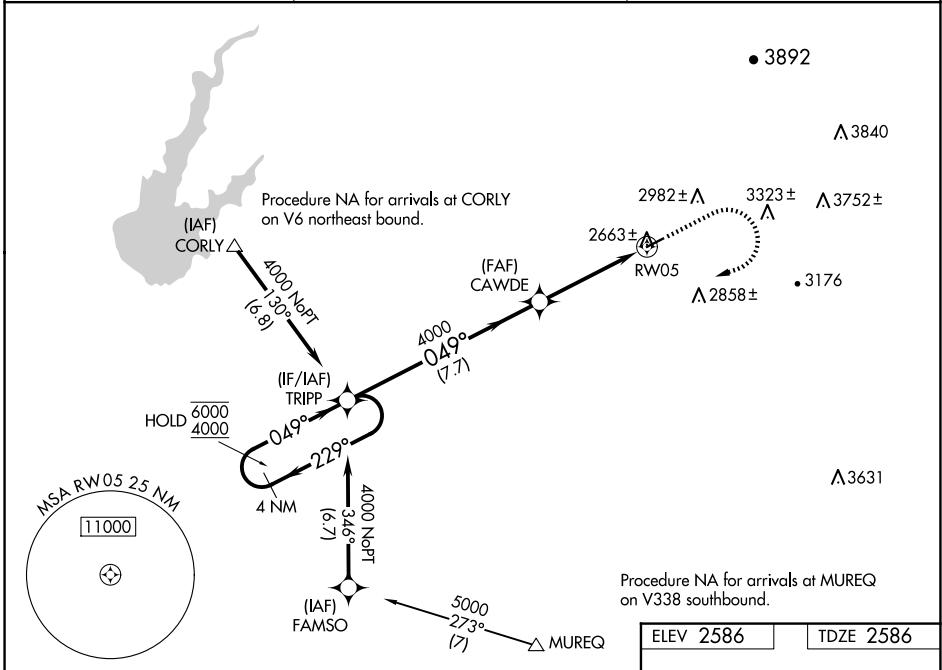 3892
3840
Procedure NA for arrivals at CORLY
on V6 northeast bound.
2982±
3323±
3752±
(IAF)
CORLY
2663±
RW05
(FAF)
CAWDE
3176
2858±
4000 NoPT
130°
(6.8)
4000
049°
(7.7)
(IF/IAF)
TRIPP
HOLD 6000
4000
049°
229°
4 NM
MSA RW05 25 NM
11000
4000 NoPT
346°
(6.7)
3631
(IAF)
FAMSO
5000
273°
(7)
MUREQ
Procedure NA for arrivals at MUREQ
on V338 southbound.
ELEV 2586
TDZE 2586